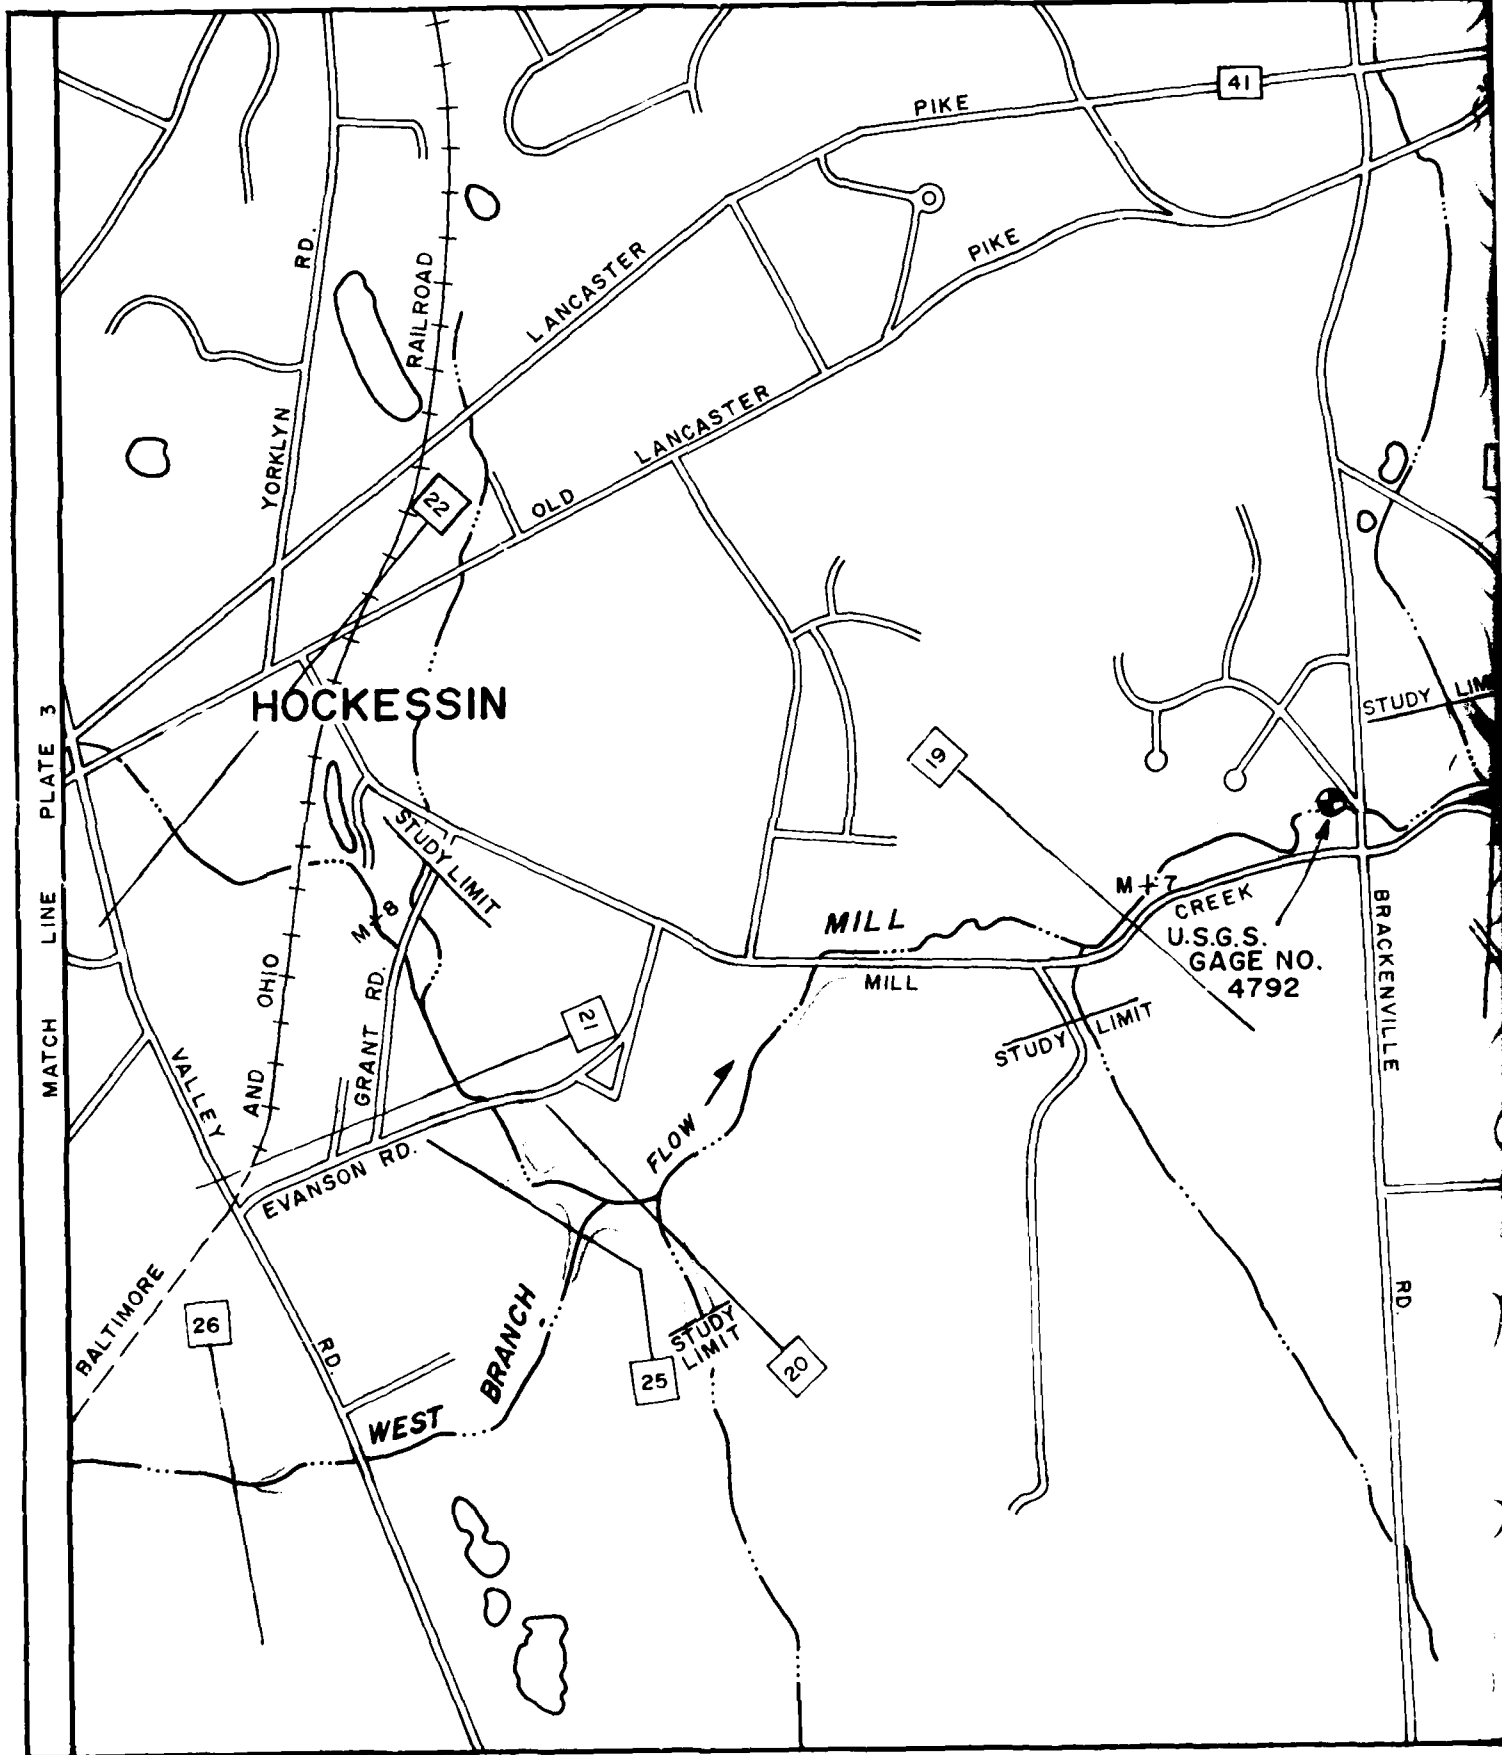 41
PIKE
LANCASTER
PIKE
YORKLYN RD.
RAILROAD
OLD LANCASTER
22
HOCKESSIN
MATCH LINE PLATE 3
STUDY LIMIT
19
STUDY LIMIT
M+8
M+7
MILL
CREEK
MILL
U.S.G.S.
GAGE NO.
4792
BRACKENVILLE
RD.
STUDY LIMIT
21
VALLEY
RD.
AND OHIO
GRANT RD.
EVANSON RD.
FLOW
BALTIMORE
26
WEST BRANCH
STUDY
LIMIT
25
20